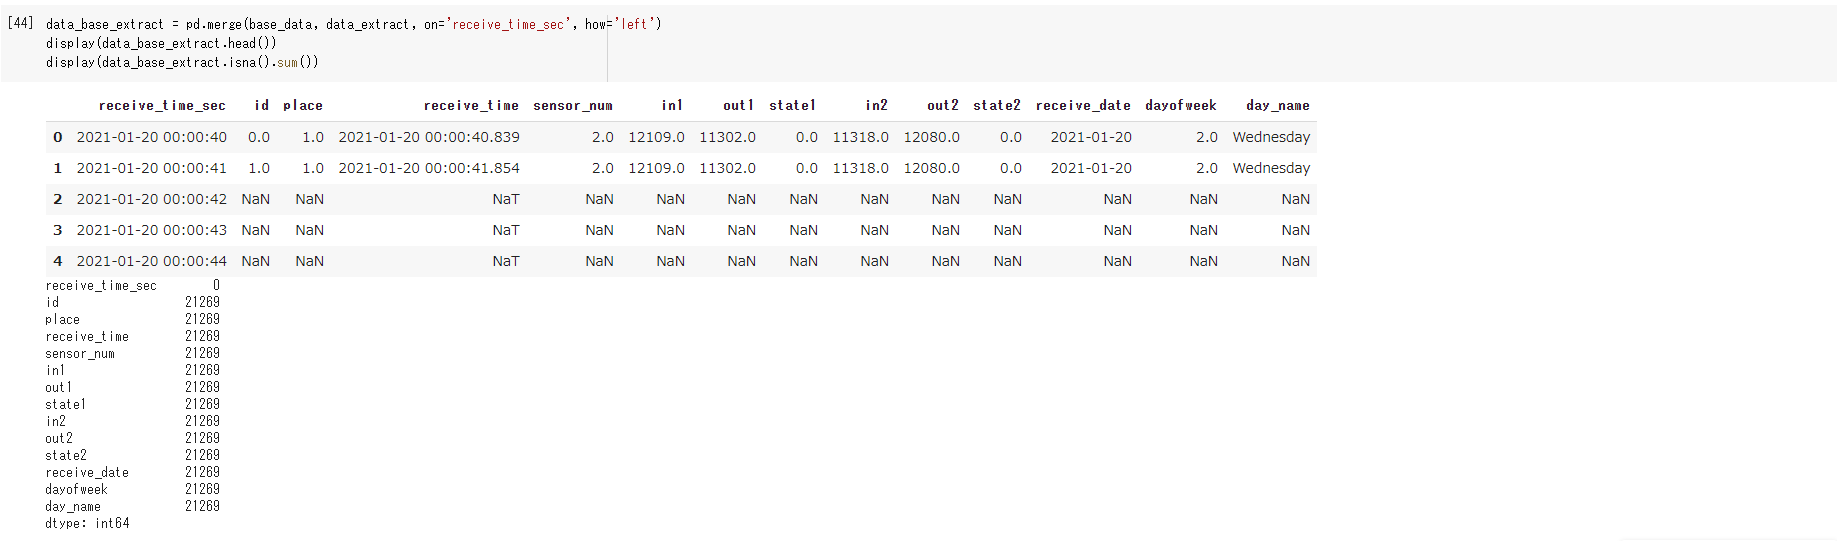 [44] data_base_extract = pd.merge(base_data, data_extract, on='receive_time_sec', how='left')
display(data_base_extract.head())
display(data_base_extract.isna().sum())
receive_time_sec id place receive_time sensor_num in1 out1 state1 in2 out2 state2 receive_date dayofweek day_name
0 2021-01-20 00:00:40 0.0 1.0 2021-01-20 00:00:40.839 2.0 12109.0 11302.0 0.0 11318.0 12080.0 0.0 2021-01-20 2.0 Wednesday
1 2021-01-20 00:00:41 1.0 1.0 2021-01-20 00:00:41.854 2.0 12109.0 11302.0 0.0 11318.0 12080.0 0.0 2021-01-20 2.0 Wednesday
2 2021-01-20 00:00:42 NaN NaN NaT NaN NaN NaN NaN NaN NaN NaN NaN NaN NaN
3 2021-01-20 00:00:43 NaN NaN NaT NaN NaN NaN NaN NaN NaN NaN NaN NaN NaN
4 2021-01-20 00:00:44 NaN NaN NaT NaN NaN NaN NaN NaN NaN NaN NaN NaN NaN
receive_time_sec 0
id 21269
place 21269
receive_time 21269
sensor_num 21269
in1 21269
out1 21269
state1 21269
in2 21269
out2 21269
state2 21269
receive_date 21269
dayofweek 21269
day_name 21269
dtype: int64